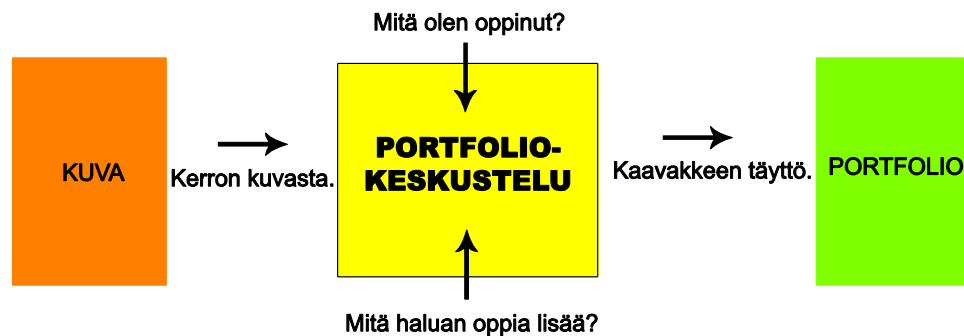 Mitä olen oppinut?
KUVA
Kerron kuvasta.
PORTFOLIO-
KESKUSTELU
Kaavakkeen täyttö.
PORTFOLIO
Mitä haluan oppia lisää?